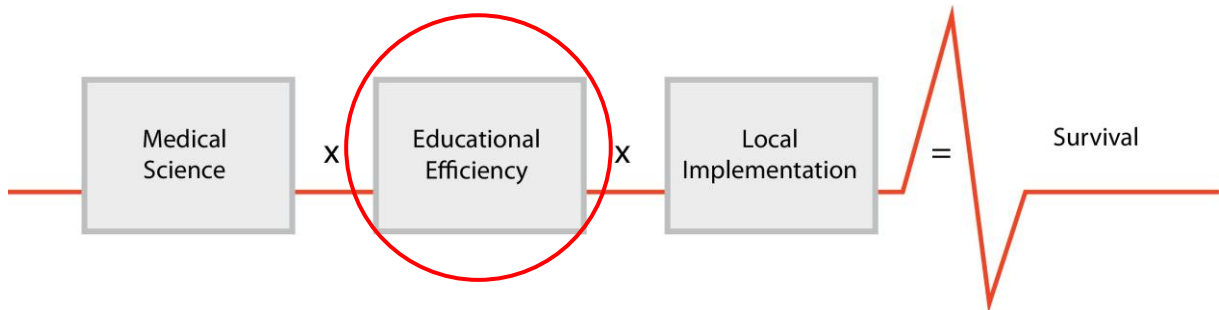 Medical
Science
x
Educational
Efficiency
x
Local
Implementation
=
Survival